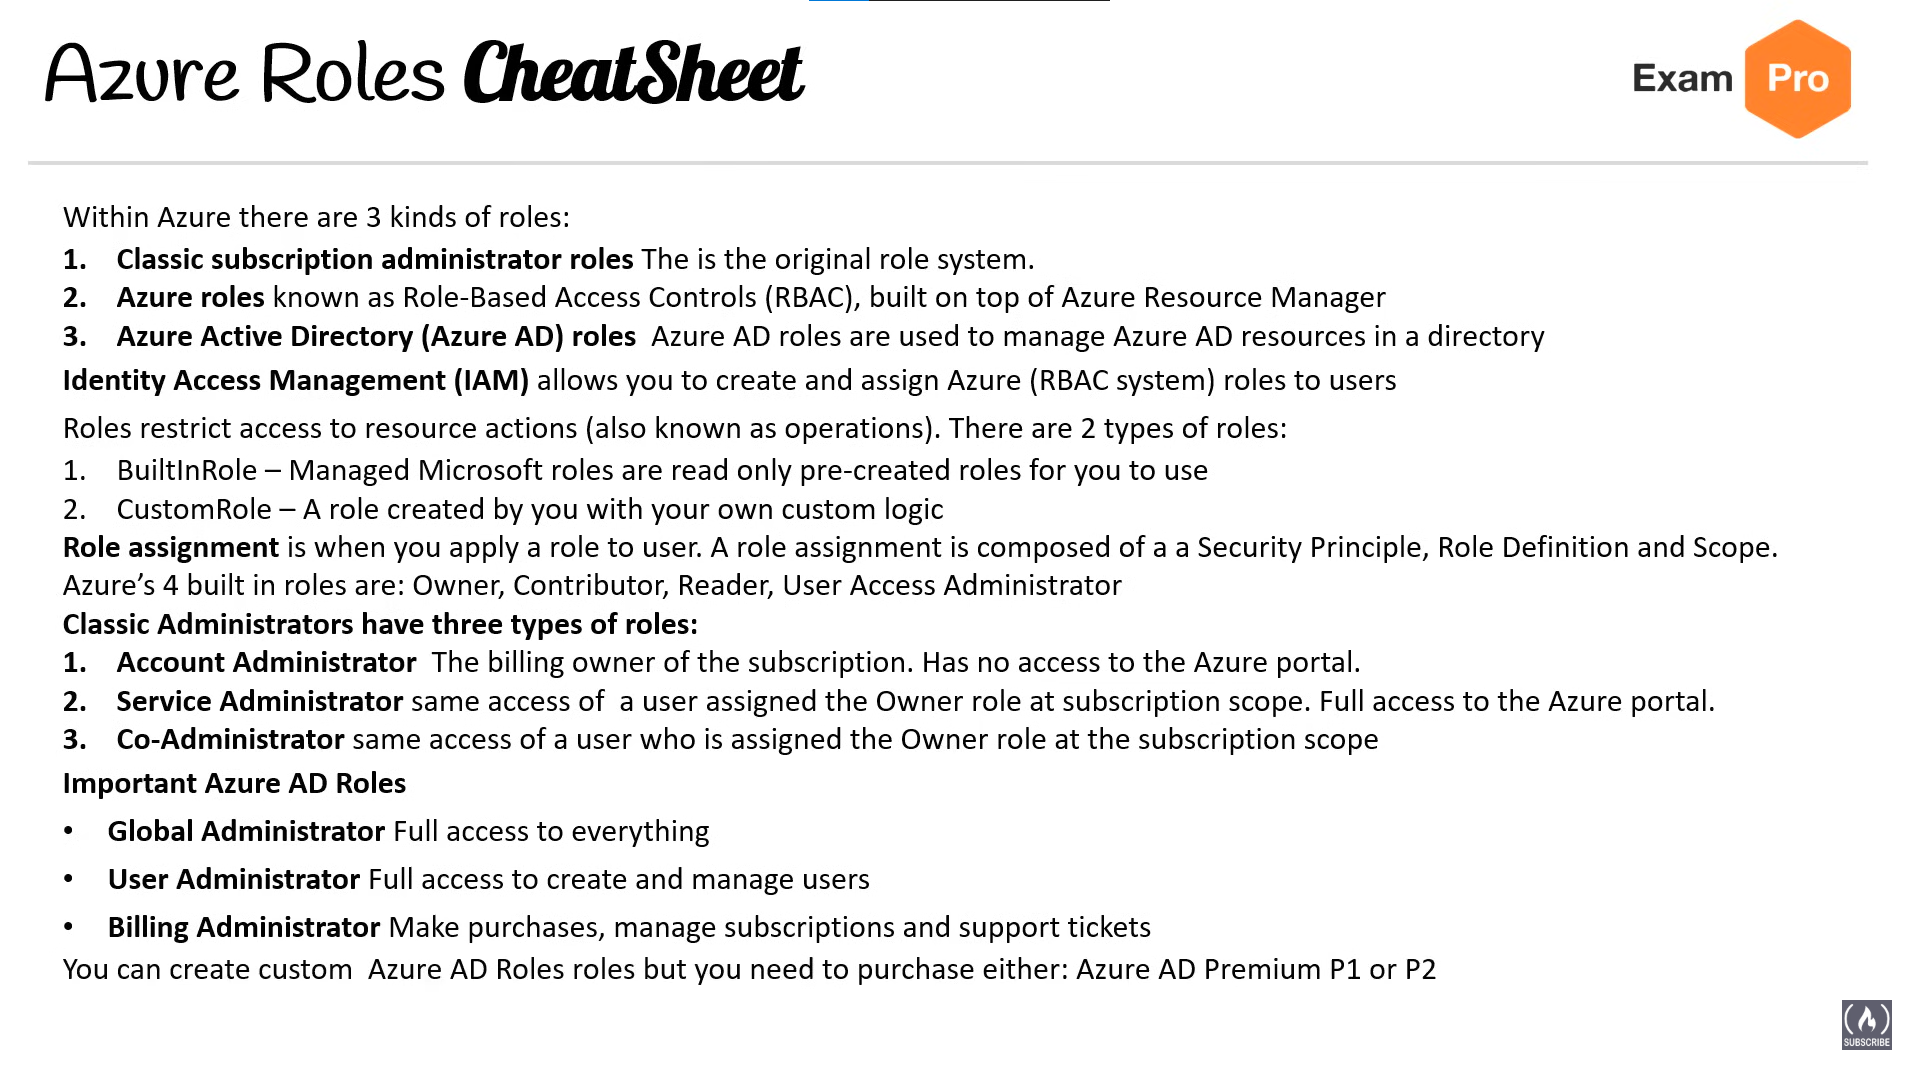 Azure Roles CheatSheet
Exam Pro
Within Azure there are 3 kinds of roles:
1. Classic subscription administrator roles The is the original role system.
2. Azure roles known as Role-Based Access Controls (RBAC), built on top of Azure Resource Manager
3. Azure Active Directory (Azure AD) roles  Azure AD roles are used to manage Azure AD resources in a directory
Identity Access Management (IAM) allows you to create and assign Azure (RBAC system) roles to users
Roles restrict access to resource actions (also known as operations). There are 2 types of roles:
1. BuiltInRole – Managed Microsoft roles are read only pre-created roles for you to use
2. CustomRole – A role created by you with your own custom logic
Role assignment is when you apply a role to user. A role assignment is composed of a a Security Principle, Role Definition and Scope.
Azure’s 4 built in roles are: Owner, Contributor, Reader, User Access Administrator
Classic Administrators have three types of roles:
1. Account Administrator  The billing owner of the subscription. Has no access to the Azure portal.
2. Service Administrator same access of  a user assigned the Owner role at subscription scope. Full access to the Azure portal.
3. Co-Administrator same access of a user who is assigned the Owner role at the subscription scope
Important Azure AD Roles
• Global Administrator Full access to everything
• User Administrator Full access to create and manage users
• Billing Administrator Make purchases, manage subscriptions and support tickets
You can create custom  Azure AD Roles roles but you need to purchase either: Azure AD Premium P1 or P2
SUBSCRIBE